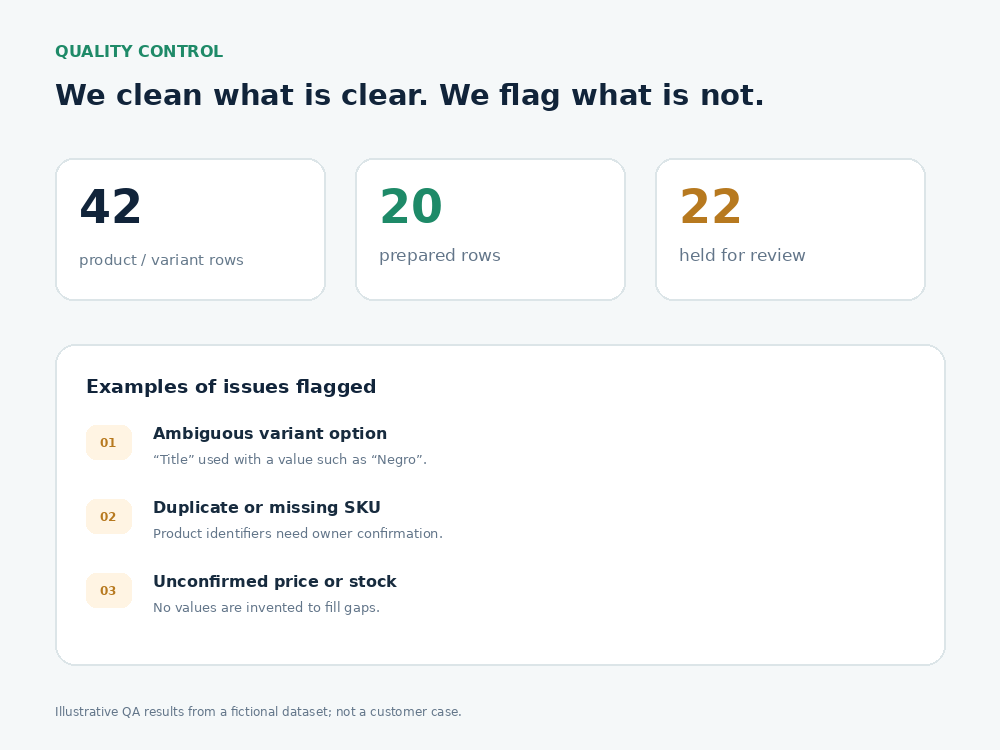 QUALITY CONTROL
We clean what is clear. We flag what is not.
42
product / variant rows
20
prepared rows
22
held for review
Examples of issues flagged
01
Ambiguous variant option
“Title” used with a value such as “Negro”.
02
Duplicate or missing SKU
Product identifiers need owner confirmation.
03
Unconfirmed price or stock
No values are invented to fill gaps.
Illustrative QA results from a fictional dataset; not a customer case.